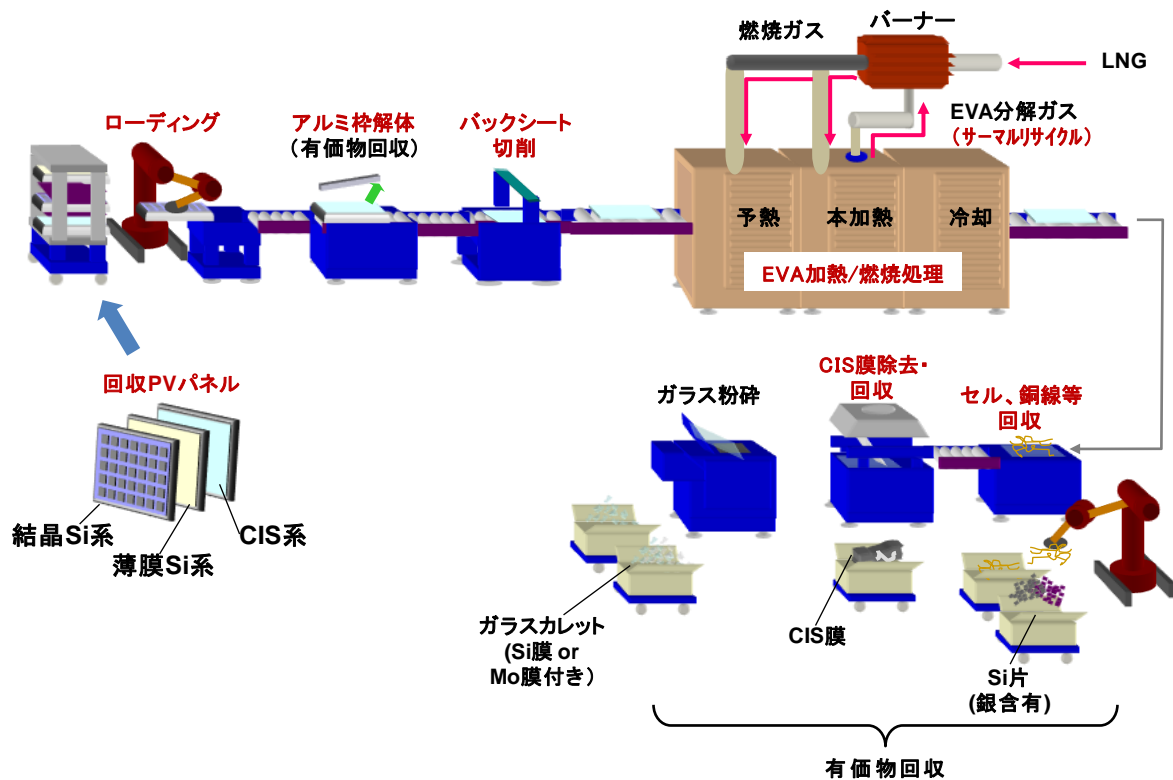 燃焼ガス
バーナー
LNG
EVA分解ガス
（サーマルリサイクル）
ローディング
アルミ枠解体
（有価物回収）
バックシート
切削
予熱
本加熱
冷却
EVA加熱/燃焼処理
回収PVパネル
結晶Si系
薄膜Si系
CIS系
ガラス粉砕
CIS膜除去・
回収
セル、銅線等
回収
ガラスカレット
(Si膜 or
Mo膜付き）
CIS膜
Si片
(銀含有)
有価物回収